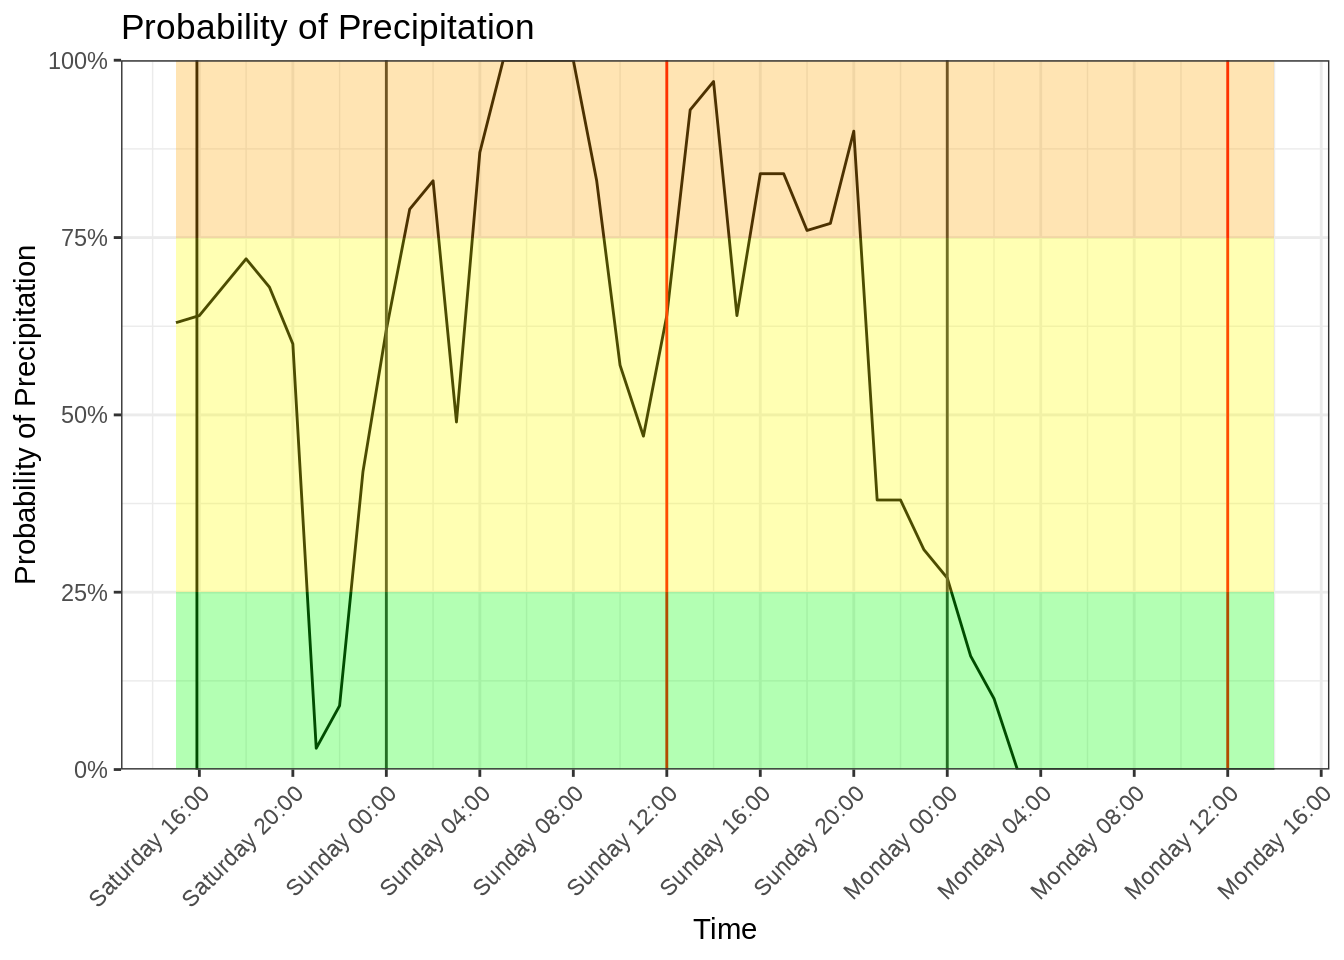 Probability of Precipitation
Probability of Precipitation
100%
75%
50%
25%
0%
Saturday 16:00
Saturday 20:00
Sunday 00:00
Sunday 04:00
Sunday 08:00
Sunday 12:00
Sunday 16:00
Sunday 20:00
Monday 00:00
Monday 04:00
Monday 08:00
Monday 12:00
Monday 16:00
Time